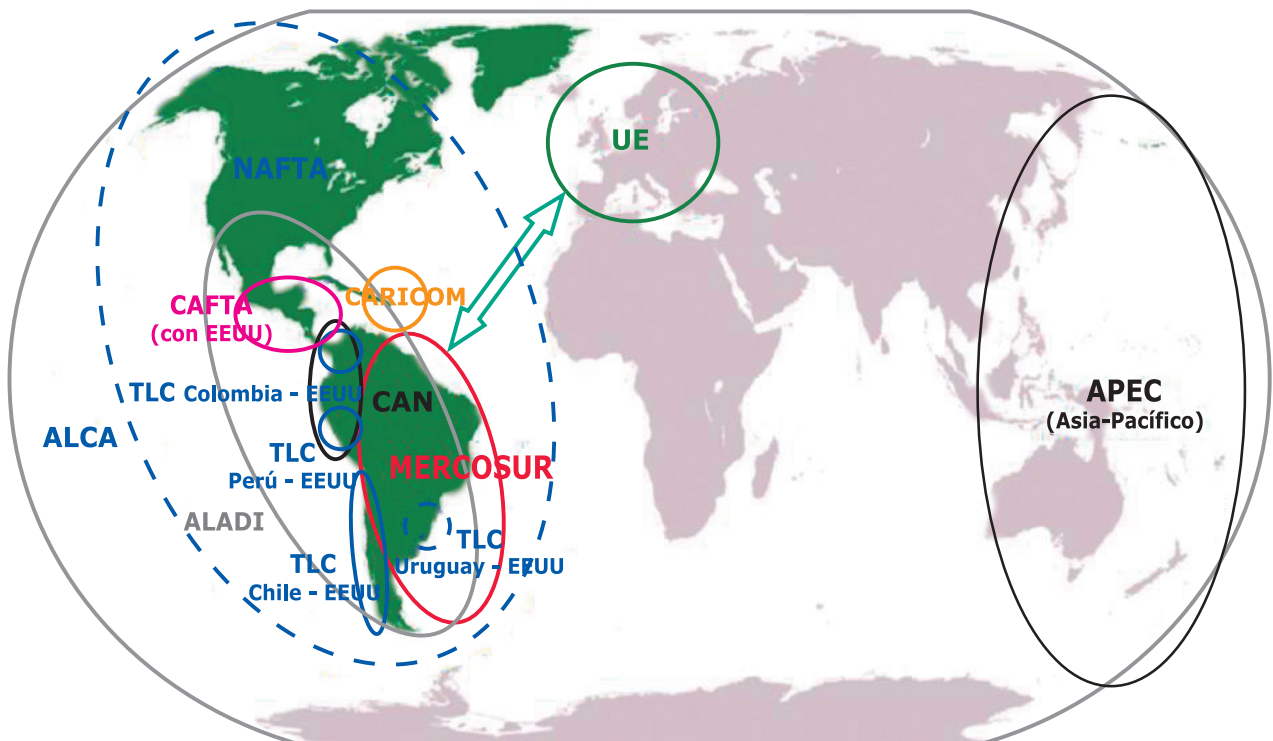 UE
NAFTA
CAFTA
(con EEUU)
CARICOM
TLC Colombia - EEUU
CAN
APEC
(Asia-Pacífico)
ALCA
TLC
Perú - EEUU
MERCOSUR
ALADI
TLC
Uruguay - EEUU
TLC
Chile - EEUU